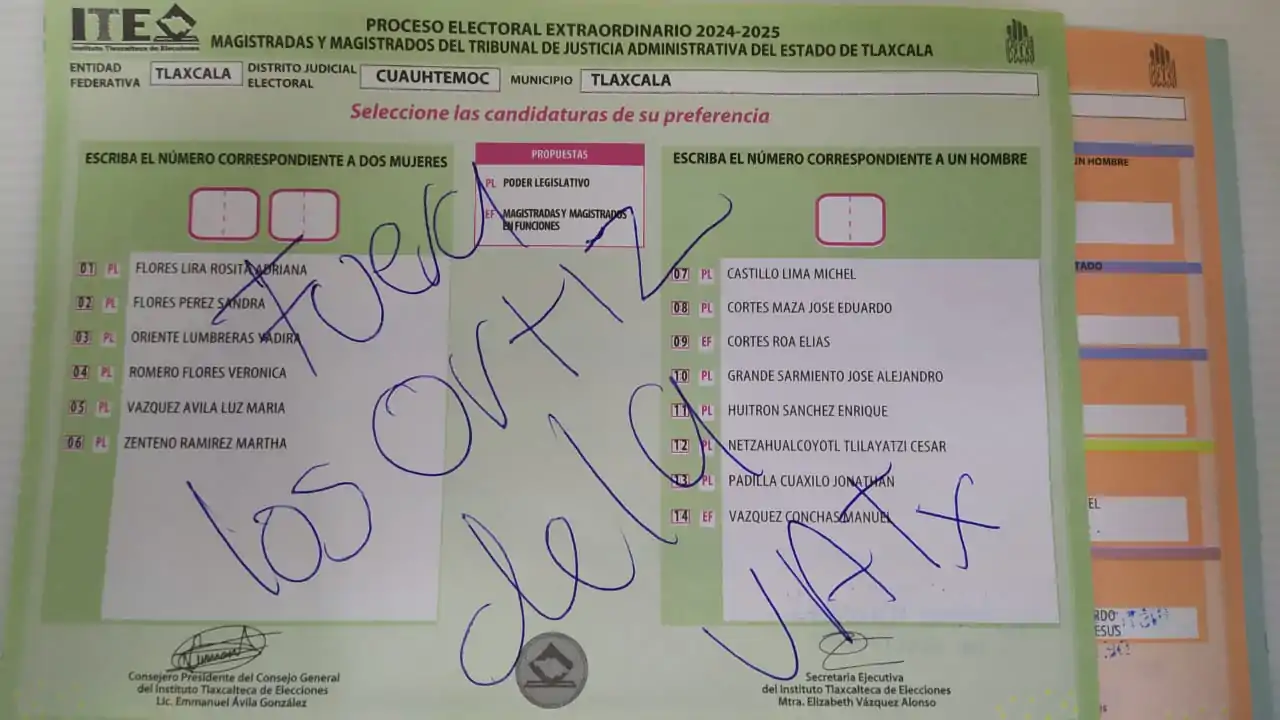 ITE
Instituto Tlaxcalteca de Elecciones
PROCESO ELECTORAL EXTRAORDINARIO 2024-2025
MAGISTRADAS Y MAGISTRADOS DEL TRIBUNAL DE JUSTICIA ADMINISTRATIVA DEL ESTADO DE TLAXCALA
ENTIDAD FEDERATIVA TLAXCALA DISTRITO JUDICIAL ELECTORAL CUAUHTEMOC MUNICIPIO TLAXCALA
Seleccione las candidaturas de su preferencia
ESCRIBA EL NÚMERO CORRESPONDIENTE A DOS MUJERES
01 PL FLORES LIRA ROSITA ADRIANA
02 PL FLORES PEREZ SANDRA
03 PL ORIENTE LUMBRERAS YADIRA
04 PL ROMERO FLORES VERONICA
05 PL VAZQUEZ AVILA LUZ MARIA
06 PL ZENTENO RAMIREZ MARTHA
PROPUESTAS
PL PODER LEGISLATIVO
EF MAGISTRADAS Y MAGISTRADOS
EN FUNCIONES
ESCRIBA EL NÚMERO CORRESPONDIENTE A UN HOMBRE
07 PL CASTILLO LIMA MICHEL
08 PL CORTES MAZA JOSE EDUARDO
09 EF CORTES ROA ELIAS
10 PL GRANDE SARMIENTO JOSE ALEJANDRO
11 PL HUITRON SANCHEZ ENRIQUE
12 PL NETZAHUALCOYOTL TLILAYATZI CESAR
13 PL PADILLA CUAXILO JONATHAN
14 EF VAZQUEZ CONCHAS MANUEL
Fuera
los Ortiz
de la
UATx
Consejero Presidente del Consejo General
del Instituto Tlaxcalteca de Elecciones
Lic. Emmanuel Ávila González
Secretaria Ejecutiva
del Instituto Tlaxcalteca de Elecciones
Mtra. Elizabeth Vázquez Alonso
UN HOMBRE
TADO
EL
RDO
ESUS